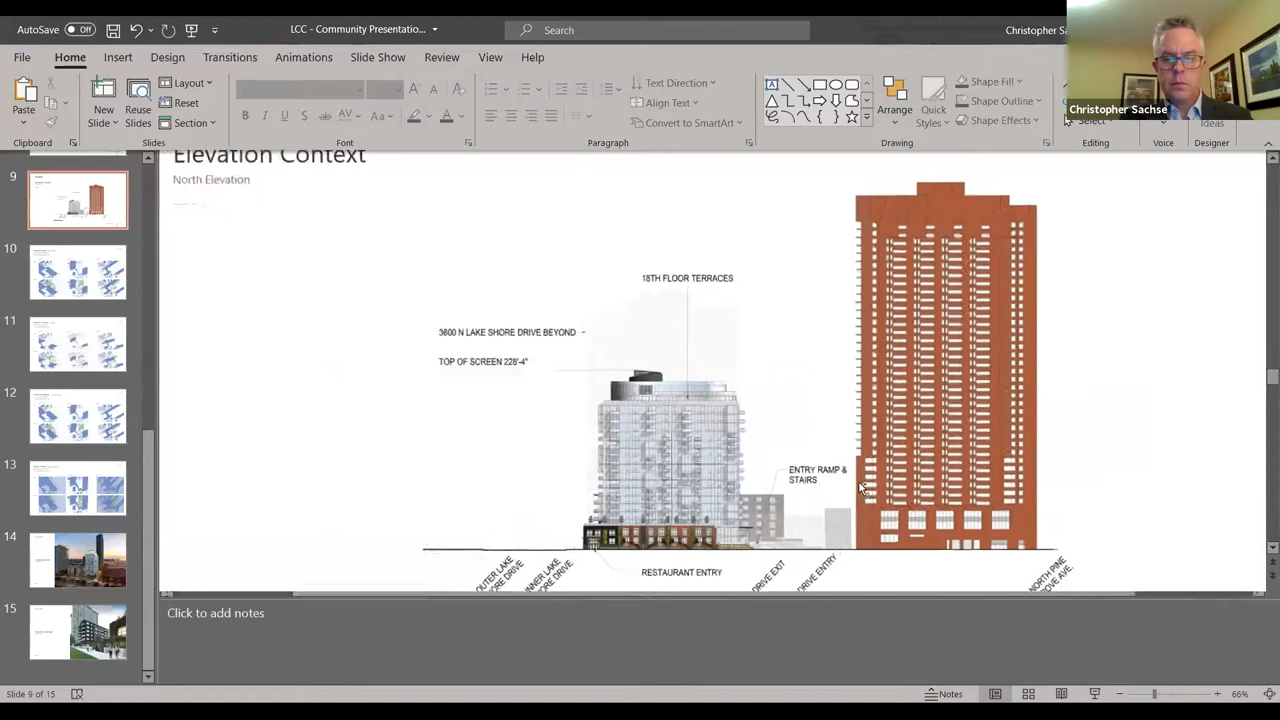 AutoSave Off
LCC - Community Presentatio...
Search
Christopher Sa
Christopher Sachse
File Home Insert Design Transitions Animations Slide Show Review View Help
Paste
New Slide
Reuse Slides
Layout
Reset
Section
B I U S Aa A
Text Direction
Align Text
Convert to SmartArt
Arrange
Quick Styles
Shape Fill
Shape Outline
Shape Effects
Select
Ideas
Clipboard Slides Font Paragraph Drawing Editing Voice Designer
9
10
11
12
13
14
15
Elevation Context
North Elevation
18TH FLOOR TERRACES
3600 N LAKE SHORE DRIVE BEYOND
TOP OF SCREEN 228'-4"
ENTRY RAMP &
STAIRS
RESTAURANT ENTRY
OUTER LAKE
ORE DRIVE
NNER LAKE
ORE DRIVE
DRIVE EXIT
DRIVE ENTRY
NORTH PINE
OVE AVE.
Click to add notes
Slide 9 of 15
Notes
66%